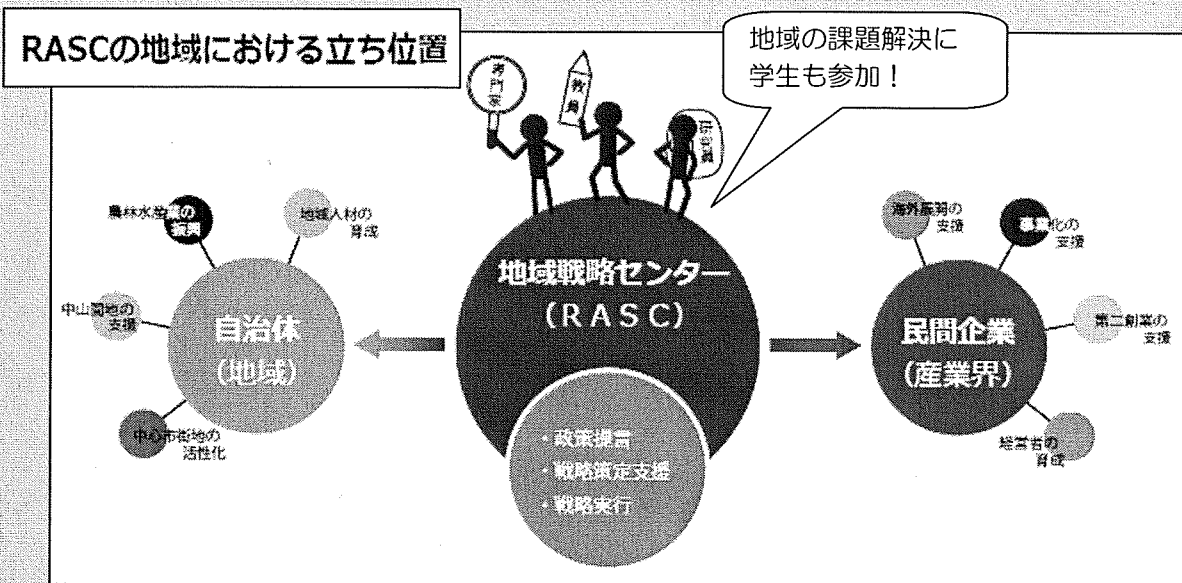 RASCの地域における立ち位置
地域の課題解決に
学生も参加！
専門家
教員
研究員
農林水産業の
振興
地域人材の
育成
中山間地の
支援
自治体
（地域）
中心市街地の
活性化
地域戦略センター
（ＲＡＳＣ）
・政策提言
・戦略策定支援
・戦略実行
海外展開の
支援
事業化の
支援
第二創業の
支援
民間企業
（産業界）
経営者の
育成